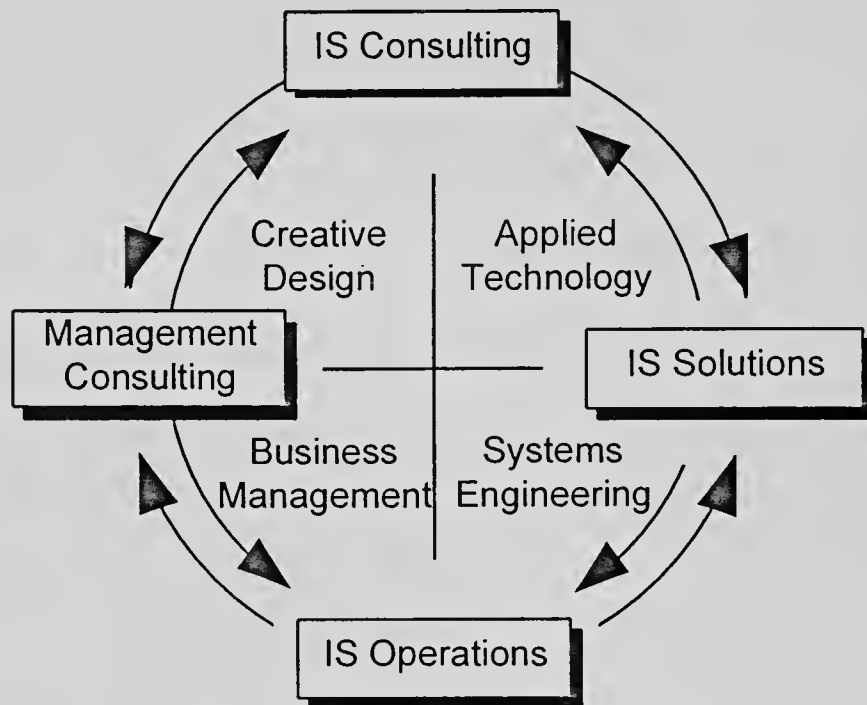 IS Consulting
Creative
Design
Applied
Technology
Management
Consulting
IS Solutions
Business
Management
Systems
Engineering
IS Operations